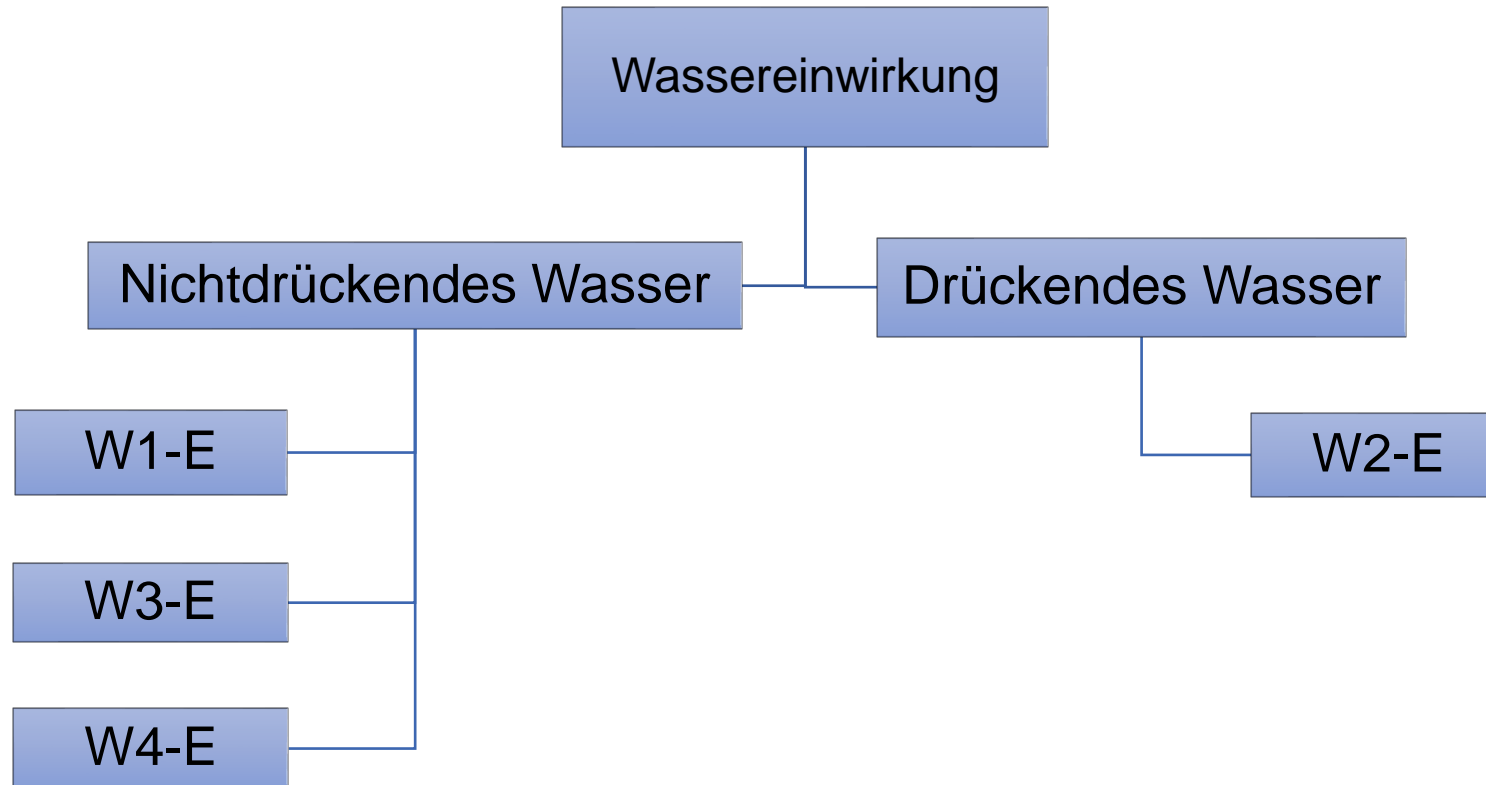 Wassereinwirkung
Nichtdrückendes Wasser
Drückendes Wasser
W1-E
W2-E
W3-E
W4-E